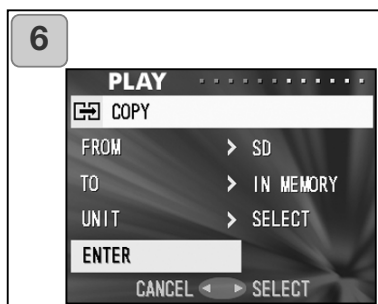 6
PLAY
COPY
FROM > SD
TO > IN MEMORY
UNIT > SELECT
ENTER
CANCEL ◀ ▶ SELECT